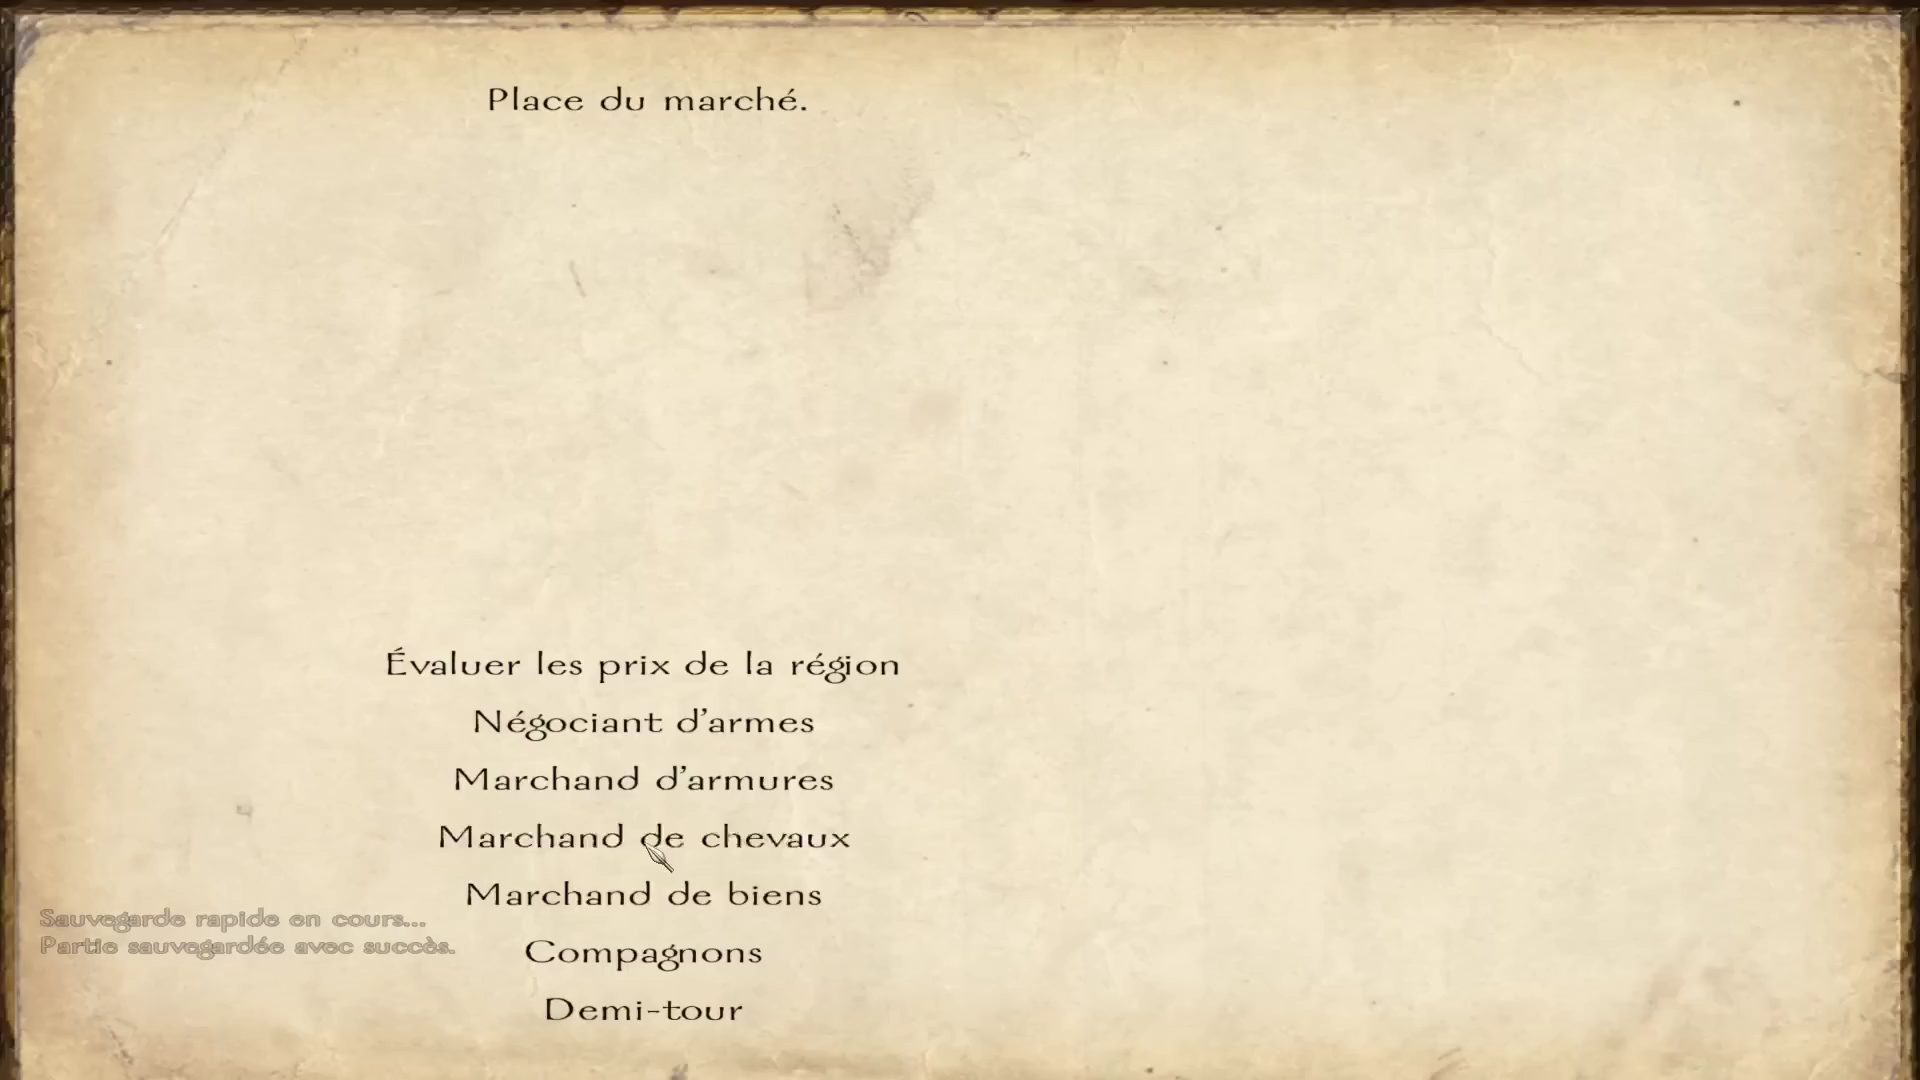 Place du marché.
Évaluer les prix de la région
Négociant d'armes
Marchand d'armures
Marchand de chevaux
Marchand de biens
Sauvegarde rapide en cours...
Partie sauvegardée avec succès.
Compagnons
Demi-tour